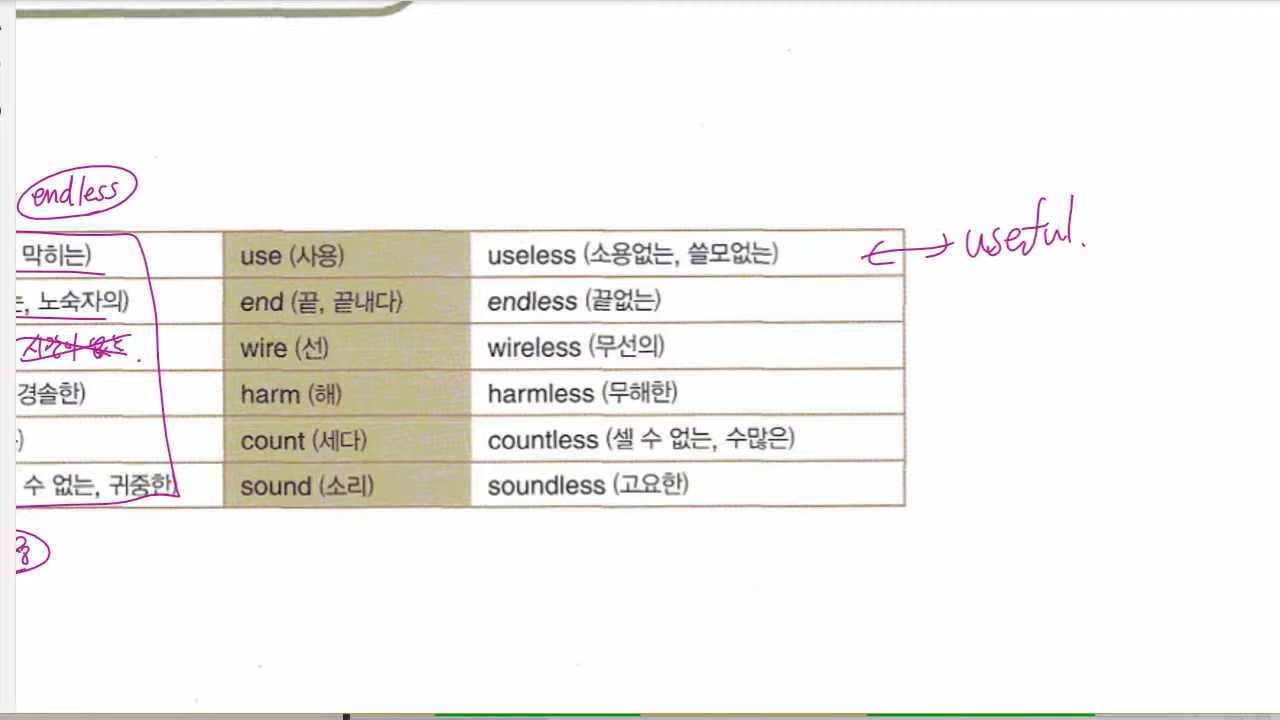 endless
막히는) use (사용) useless (소용없는, 쓸모없는) useful.
, 노숙자의) end (끝, 끝내다) endless (끝없는)
wire (선) wireless (무선의)
경솔한) harm (해) harmless (무해한)
) count (세다) countless (셀 수 없는, 수많은)
수 없는, 귀중한) sound (소리) soundless (고요한)